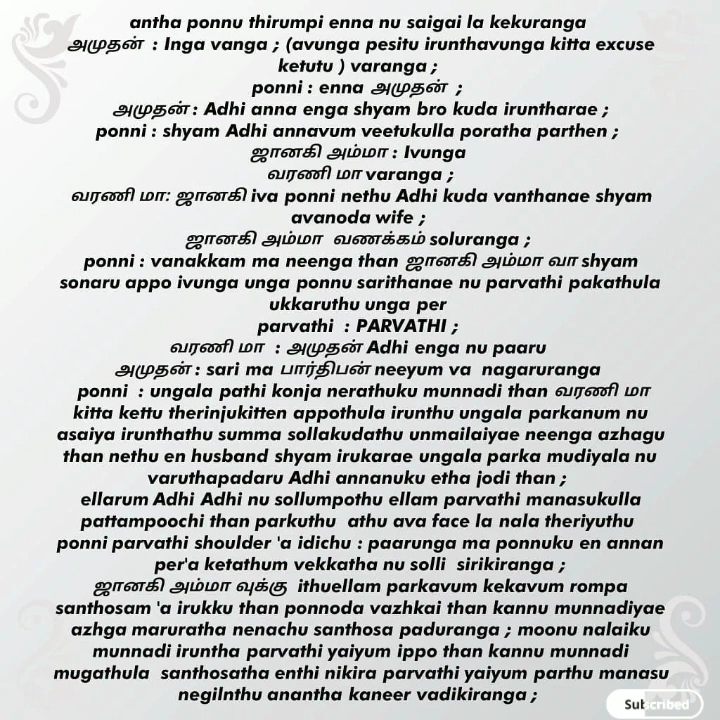 antha ponnu thirumpi enna nu saigai la kekuranga
அமுதன் : Inga vanga ; (avunga pesitu irunthavunga kitta excuse
ketutu ) varanga ;
ponni : enna அமுதன் ;
அமுதன் : Adhi anna enga shyam bro kuda iruntharae ;
ponni : shyam Adhi annavum veetukulla poratha parthen ;
ஜானகி அம்மா : Ivunga
வரணி மா varanga ;
வரணி மா: ஜானகி iva ponni nethu Adhi kuda vanthanae shyam
avanoda wife ;
ஜானகி அம்மா வணக்கம் soluranga ;
ponni : vanakkam ma neenga than ஜானகி அம்மா வா shyam
sonaru appo ivunga unga ponnu sarithanae nu parvathi pakathula
ukkaruthu unga per
parvathi : PARVATHI ;
வரணி மா : அமுதன் Adhi enga nu paaru
அமுதன் : sari ma பார்திபன் neeyum va nagaruranga
ponni : ungala pathi konja nerathuku munnadi than வரணி மா
kitta kettu therinjukitten appothula irunthu ungala parkanum nu
asaiya irunthathu summa sollakudathu unmailaiyae neenga azhagu
than nethu en husband shyam irukarae ungala parka mudiyala nu
varuthapadaru Adhi annanuku etha jodi than ;
ellarum Adhi Adhi nu sollumpothu ellam parvathi manasukulla
pattampoochi than parkuthu athu ava face la nala theriyuthu
ponni parvathi shoulder 'a idichu : paarunga ma ponnuku en annan
per'a ketathum vekkatha nu solli sirikiranga ;
ஜானகி அம்மா வுக்கு ithuellam parkavum kekavum rompa
santhosam 'a irukku than ponnoda vazhkai than kannu munnadiyae
azhga maruratha nenachu santhosa paduranga ; moonu nalaiku
munnadi iruntha parvathi yaiyum ippo than kannu munnadi
mugathula santhosatha enthi nikira parvathi yaiyum parthu manasu
negilnthu anantha kaneer vadikiranga ;
Subscribed